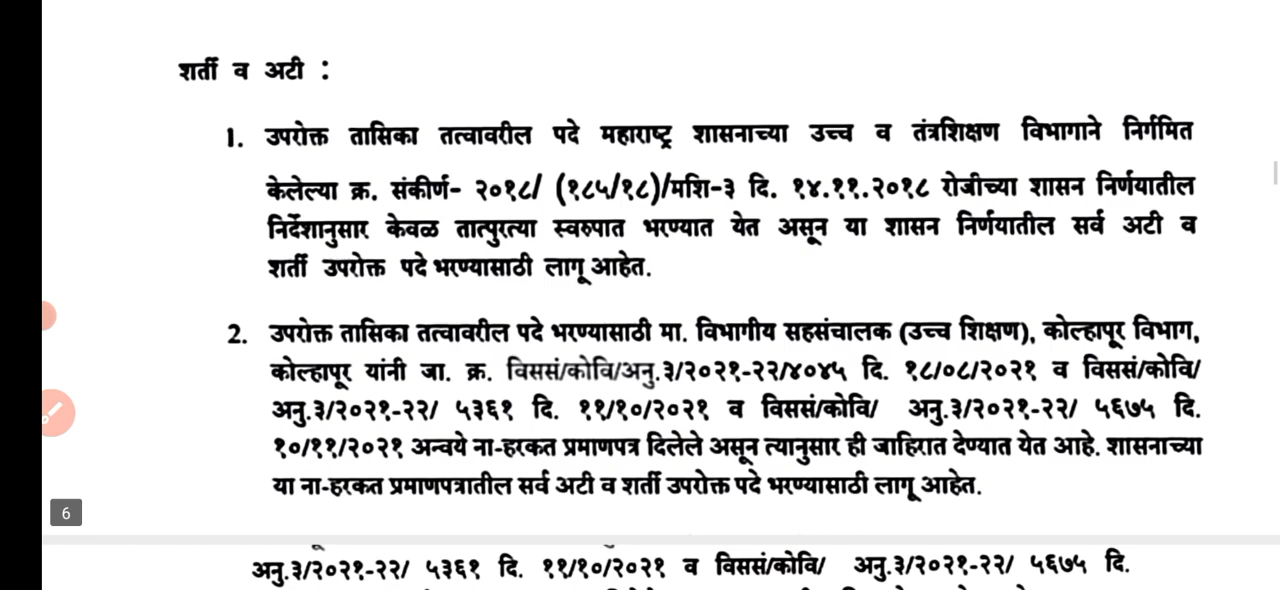 शर्ती व अटी :
1. उपरोक्त तासिका तत्वावरील पदे महाराष्ट्र शासनाच्या उच्च व तंत्रशिक्षण विभागाने निर्गमित
केलेल्या क्र. संकीर्ण- २०१८/ (१८५/१८)/मशि-३ दि. १४.११.२०१८ रोजीच्या शासन निर्णयातील
निर्देशानुसार केवळ तात्पुरत्या स्वरुपात भरण्यात येत असून या शासन निर्णयातील सर्व अटी व
शर्ती उपरोक्त पदे भरण्यासाठी लागू आहेत.
2. उपरोक्त तासिका तत्वावरील पदे भरण्यासाठी मा. विभागीय सहसंचालक (उच्च शिक्षण), कोल्हापूर विभाग,
कोल्हापूर यांनी जा. क्र. विससं/कोवि/अनु.३/२०२१-२२/४०४५ दि. १८/०८/२०२१ व विससं/कोवि/
अनु.३/२०२१-२२/ ५३६१ दि. ११/१०/२०२१ व विससं/कोवि/ अनु.३/२०२१-२२/ ५६७५ दि.
१०/११/२०२१ अन्वये ना-हरकत प्रमाणपत्र दिलेले असून त्यानुसार ही जाहिरात देण्यात येत आहे. शासनाच्या
या ना-हरकत प्रमाणपत्रातील सर्व अटी व शर्ती उपरोक्त पदे भरण्यासाठी लागू आहेत.
6
अनु.३/२०२१-२२/ ५३६१ दि. ११/१०/२०२१ व विससं/कोवि/ अनु.३/२०२१-२२/ ५६७५ दि.